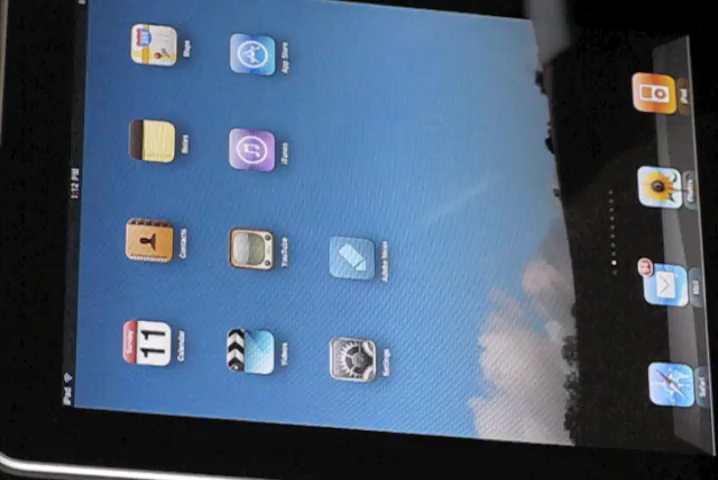 iPad 1:12 PM
11
Calendar Contacts Notes Maps
Videos YouTube iTunes App Store
Settings Adobe Ideas
Safari Mail Photos iPod